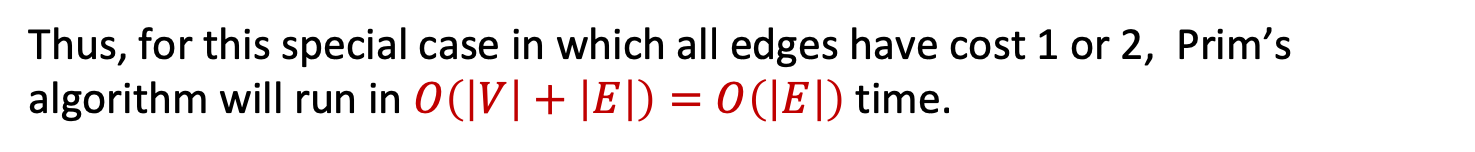 Thus, for this special case in which all edges have cost 1 or 2,  Prim’s
algorithm will run in 𝑂(|𝑉| + |𝐸|) = 𝑂(|𝐸|) time.